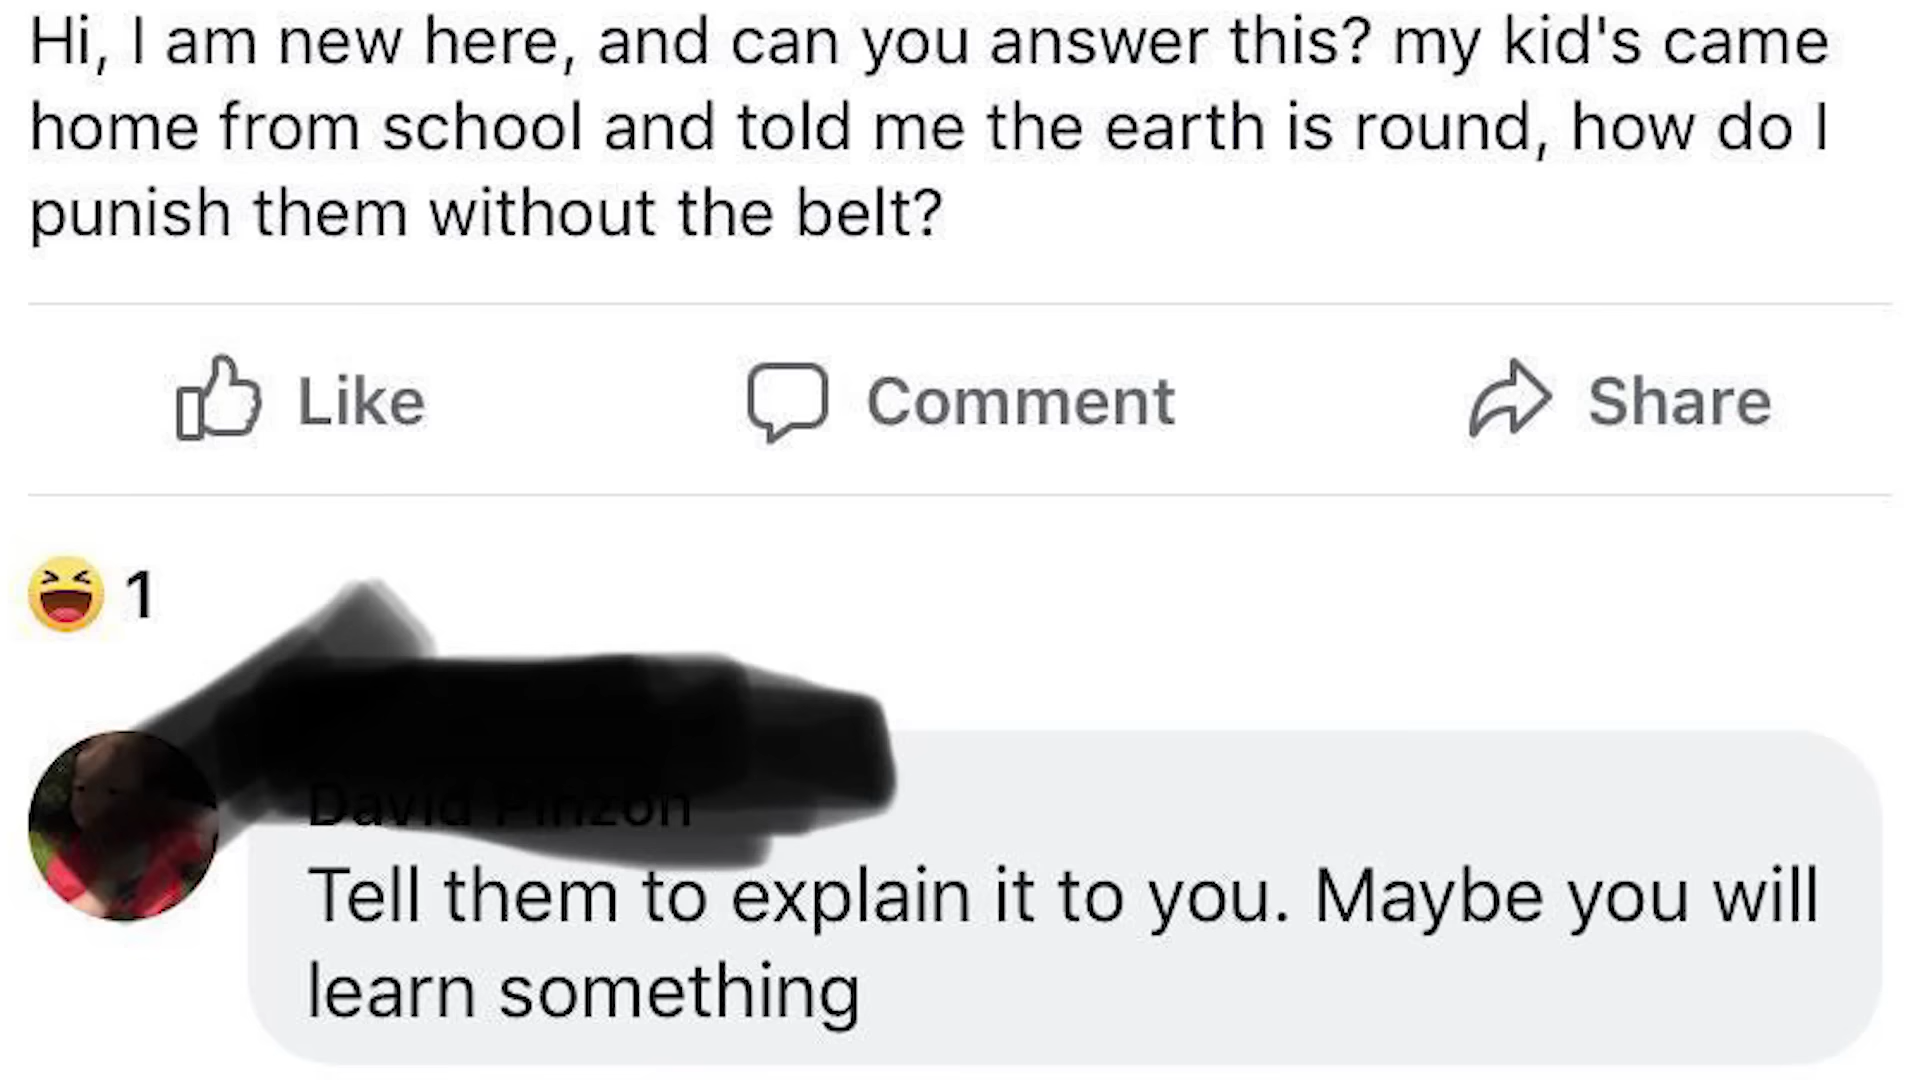 Hi, I am new here, and can you answer this? my kid's came
home from school and told me the earth is round, how do I
punish them without the belt?
Like Comment Share
1
David Pinzon
Tell them to explain it to you. Maybe you will
learn something